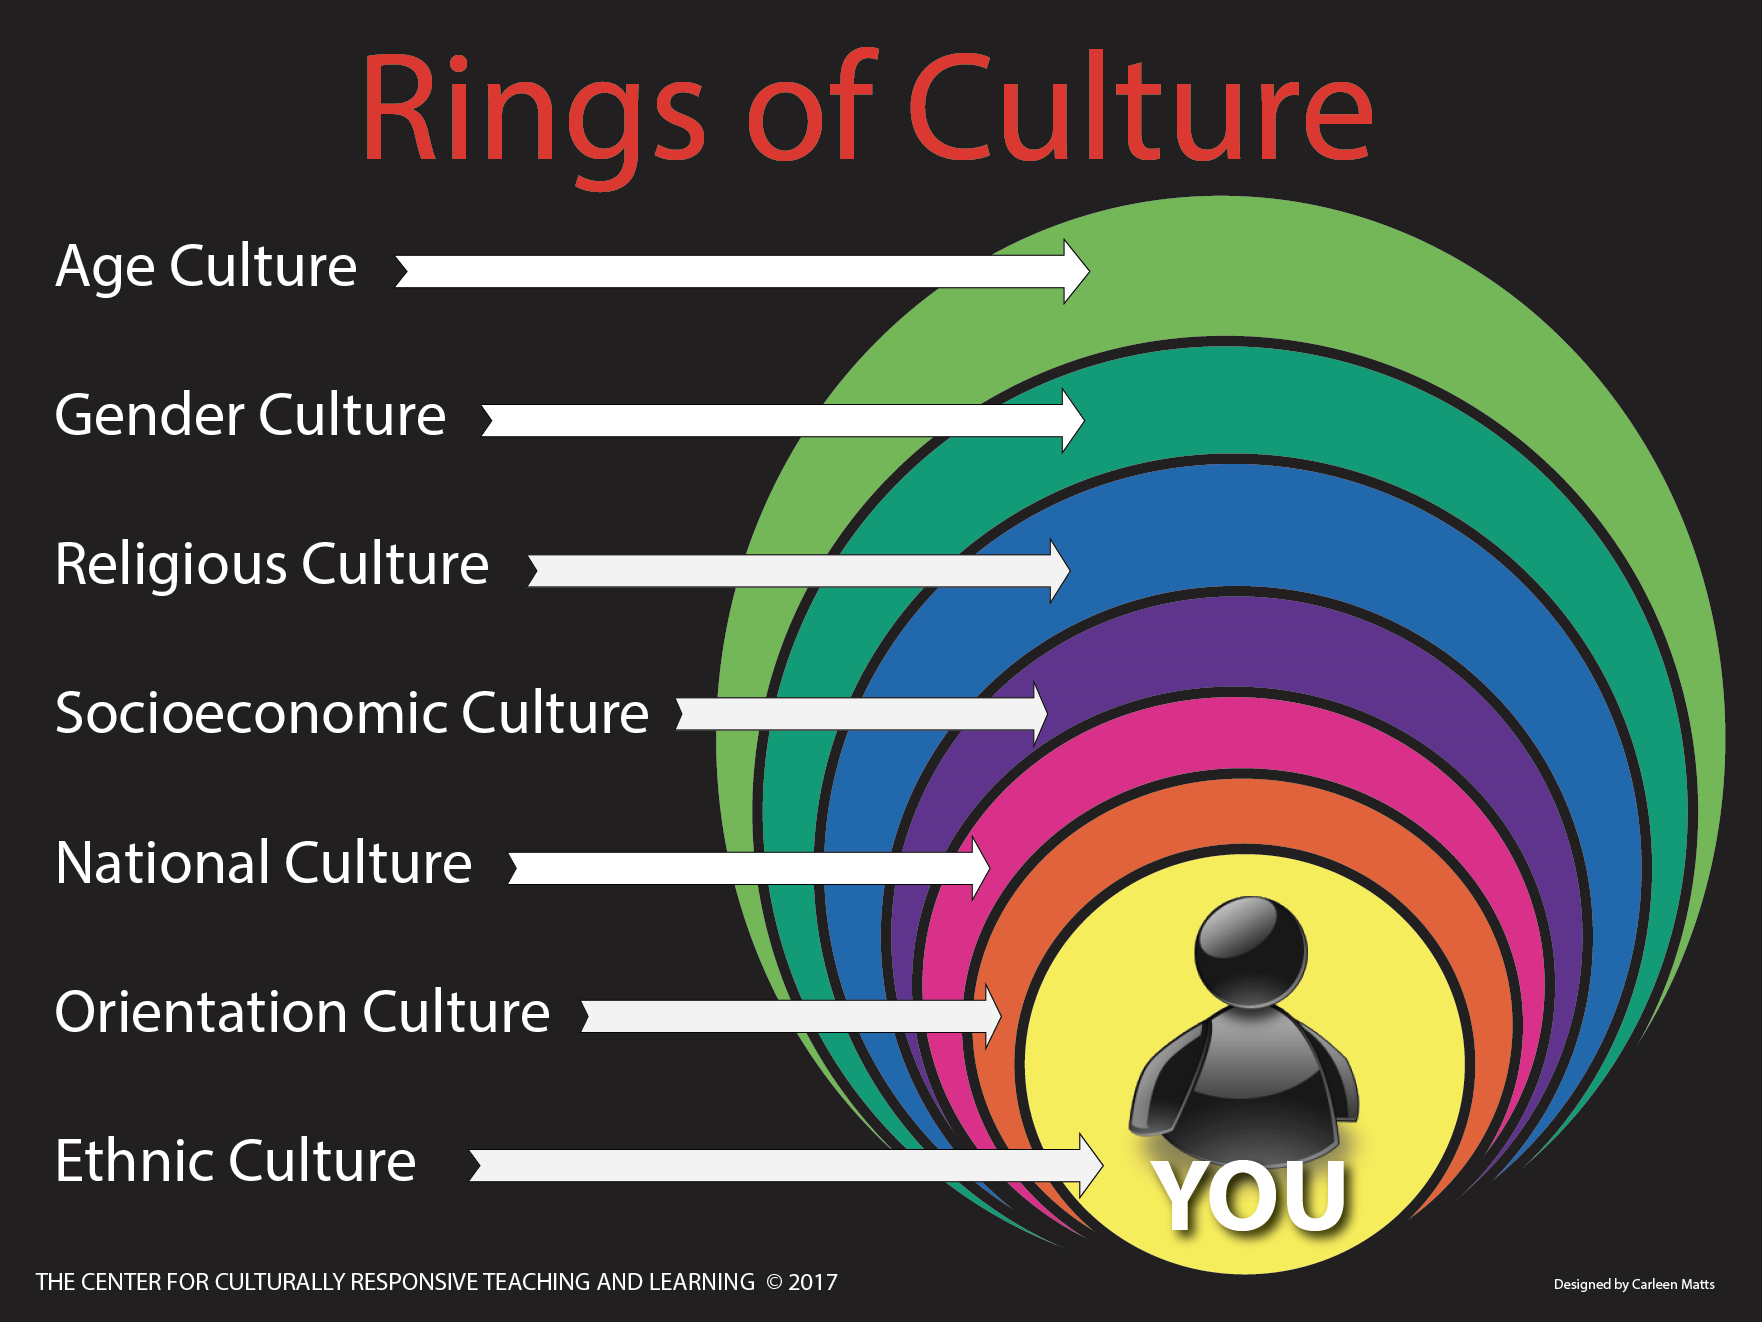 Rings of Culture
Age Culture
Gender Culture
Religious Culture
Socioeconomic Culture
National Culture
Orientation Culture
Ethnic Culture
YOU
THE CENTER FOR CULTURALLY RESPONSIVE TEACHING AND LEARNING © 2017
Designed by Carleen Matts